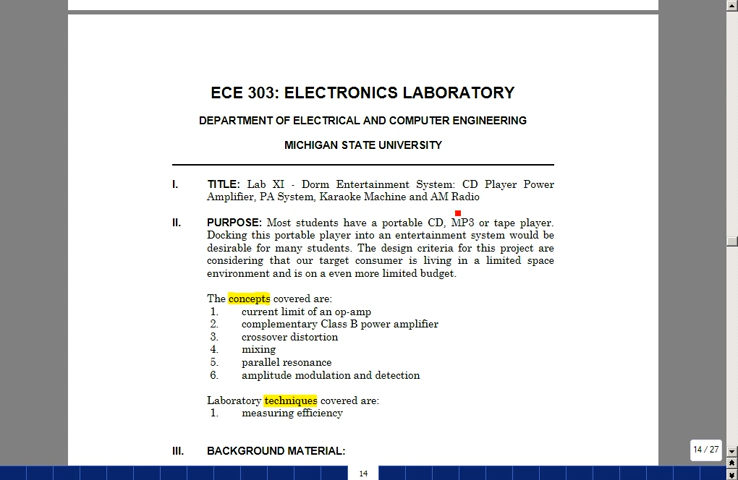 ECE 303: ELECTRONICS LABORATORY
DEPARTMENT OF ELECTRICAL AND COMPUTER ENGINEERING
MICHIGAN STATE UNIVERSITY
I. TITLE: Lab XI - Dorm Entertainment System: CD Player Power
Amplifier, PA System, Karaoke Machine and AM Radio
II. PURPOSE: Most students have a portable CD, MP3 or tape player.
Docking this portable player into an entertainment system would be
desirable for many students. The design criteria for this project are
considering that our target consumer is living in a limited space
environment and is on a even more limited budget.
The concepts covered are:
1. current limit of an op-amp
2. complementary Class B power amplifier
3. crossover distortion
4. mixing
5. parallel resonance
6. amplitude modulation and detection
Laboratory techniques covered are:
1. measuring efficiency
III. BACKGROUND MATERIAL:
14 / 27
14